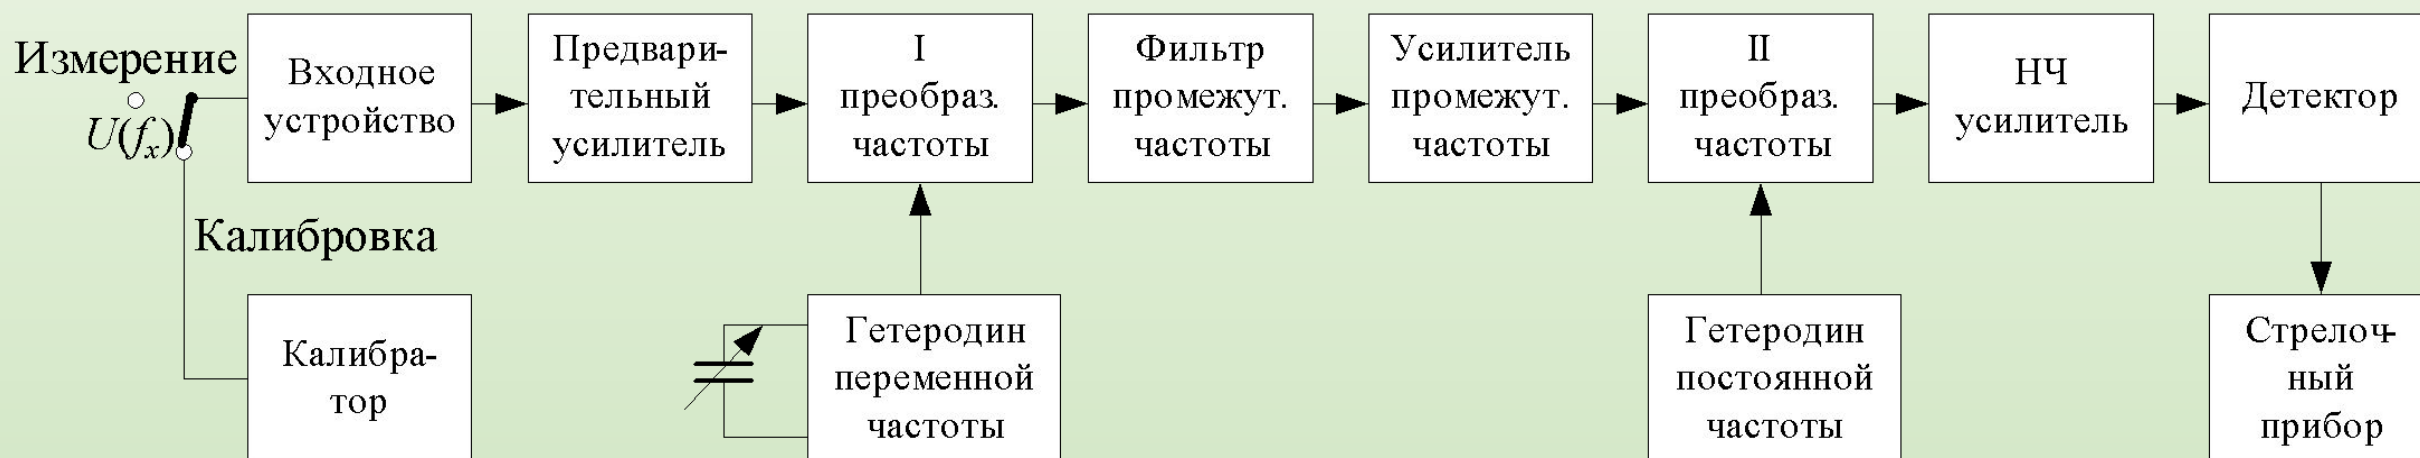 Измерение
U(fx)
Калибровка
Входное
устройство
Предвари-
тельный
усилитель
I
преобраз.
частоты
Фильтр
промежут.
частоты
Усилитель
промежут.
частоты
II
преобраз.
частоты
НЧ
усилитель
Детектор
Калибра-
тор
Гетеродин
переменной
частоты
Гетеродин
постоянной
частоты
Стрелоч-
ный
прибор